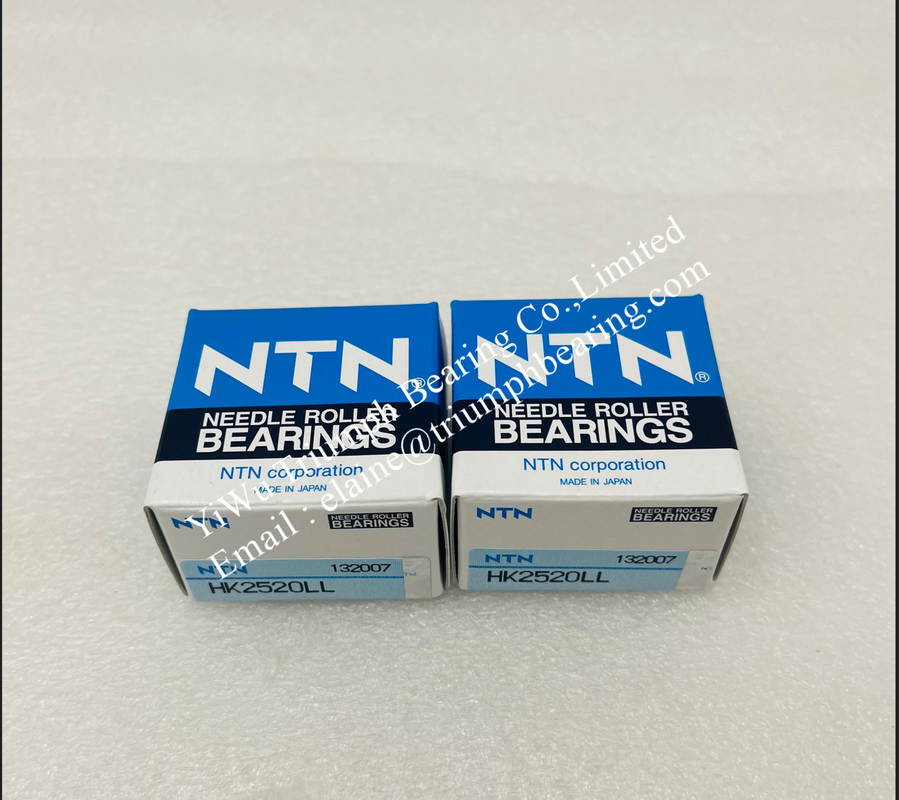 NTN®
NEEDLE ROLLER
BEARINGS
NTN corporation
MADE IN JAPAN
NTN
NEEDLE ROLLER
BEARINGS
NTN 132007
HK2520LL
NTN®
NEEDLE ROLLER
BEARINGS
NTN corporation
MADE IN JAPAN
NTN
NEEDLE ROLLER
BEARINGS
NTN 132007
HK2520LL
YiWu Triumph Bearing Co.,Limited
Email : elaine@triumphbearing.com